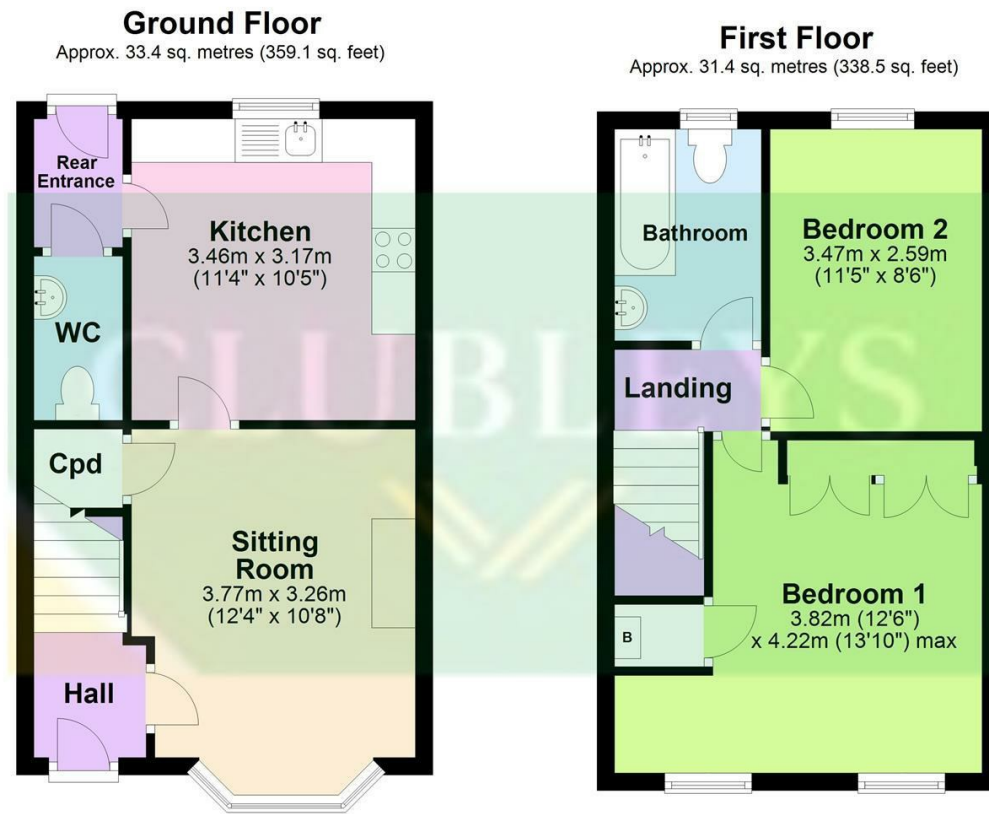 Ground Floor
Approx. 33.4 sq. metres (359.1 sq. feet)
Rear
Entrance
Kitchen
3.46m x 3.17m
(11'4" x 10'5")
WC
Cpd
Sitting
Room
3.77m x 3.26m
(12'4" x 10'8")
Hall
First Floor
Approx. 31.4 sq. metres (338.5 sq. feet)
Bathroom
Bedroom 2
3.47m x 2.59m
(11'5" x 8'6")
Landing
Bedroom 1
3.82m (12'6")
x 4.22m (13'10") max
B
CLUBLEYS